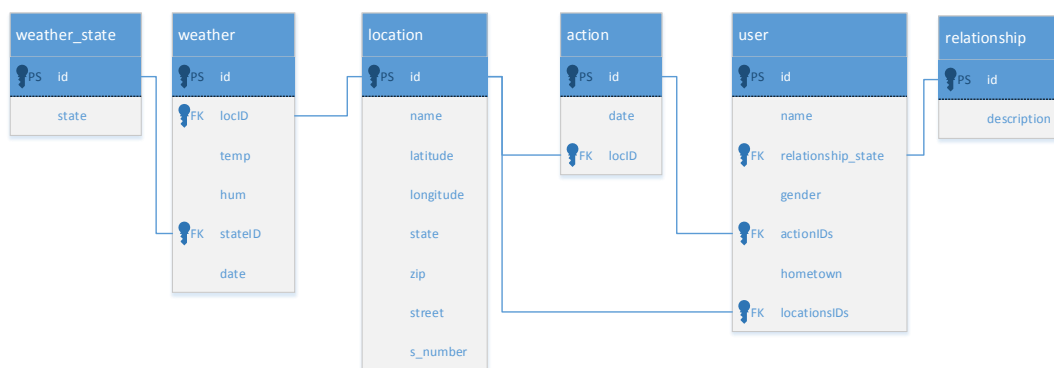 weather_state
PS id
state
weather
PS id
FK locID
temp
hum
FK stateID
date
location
PS id
name
latitude
longitude
state
zip
street
s_number
action
PS id
date
FK locID
user
PS id
name
FK relationship_state
gender
FK actionIDs
hometown
FK locationsIDs
relationship
PS id
description